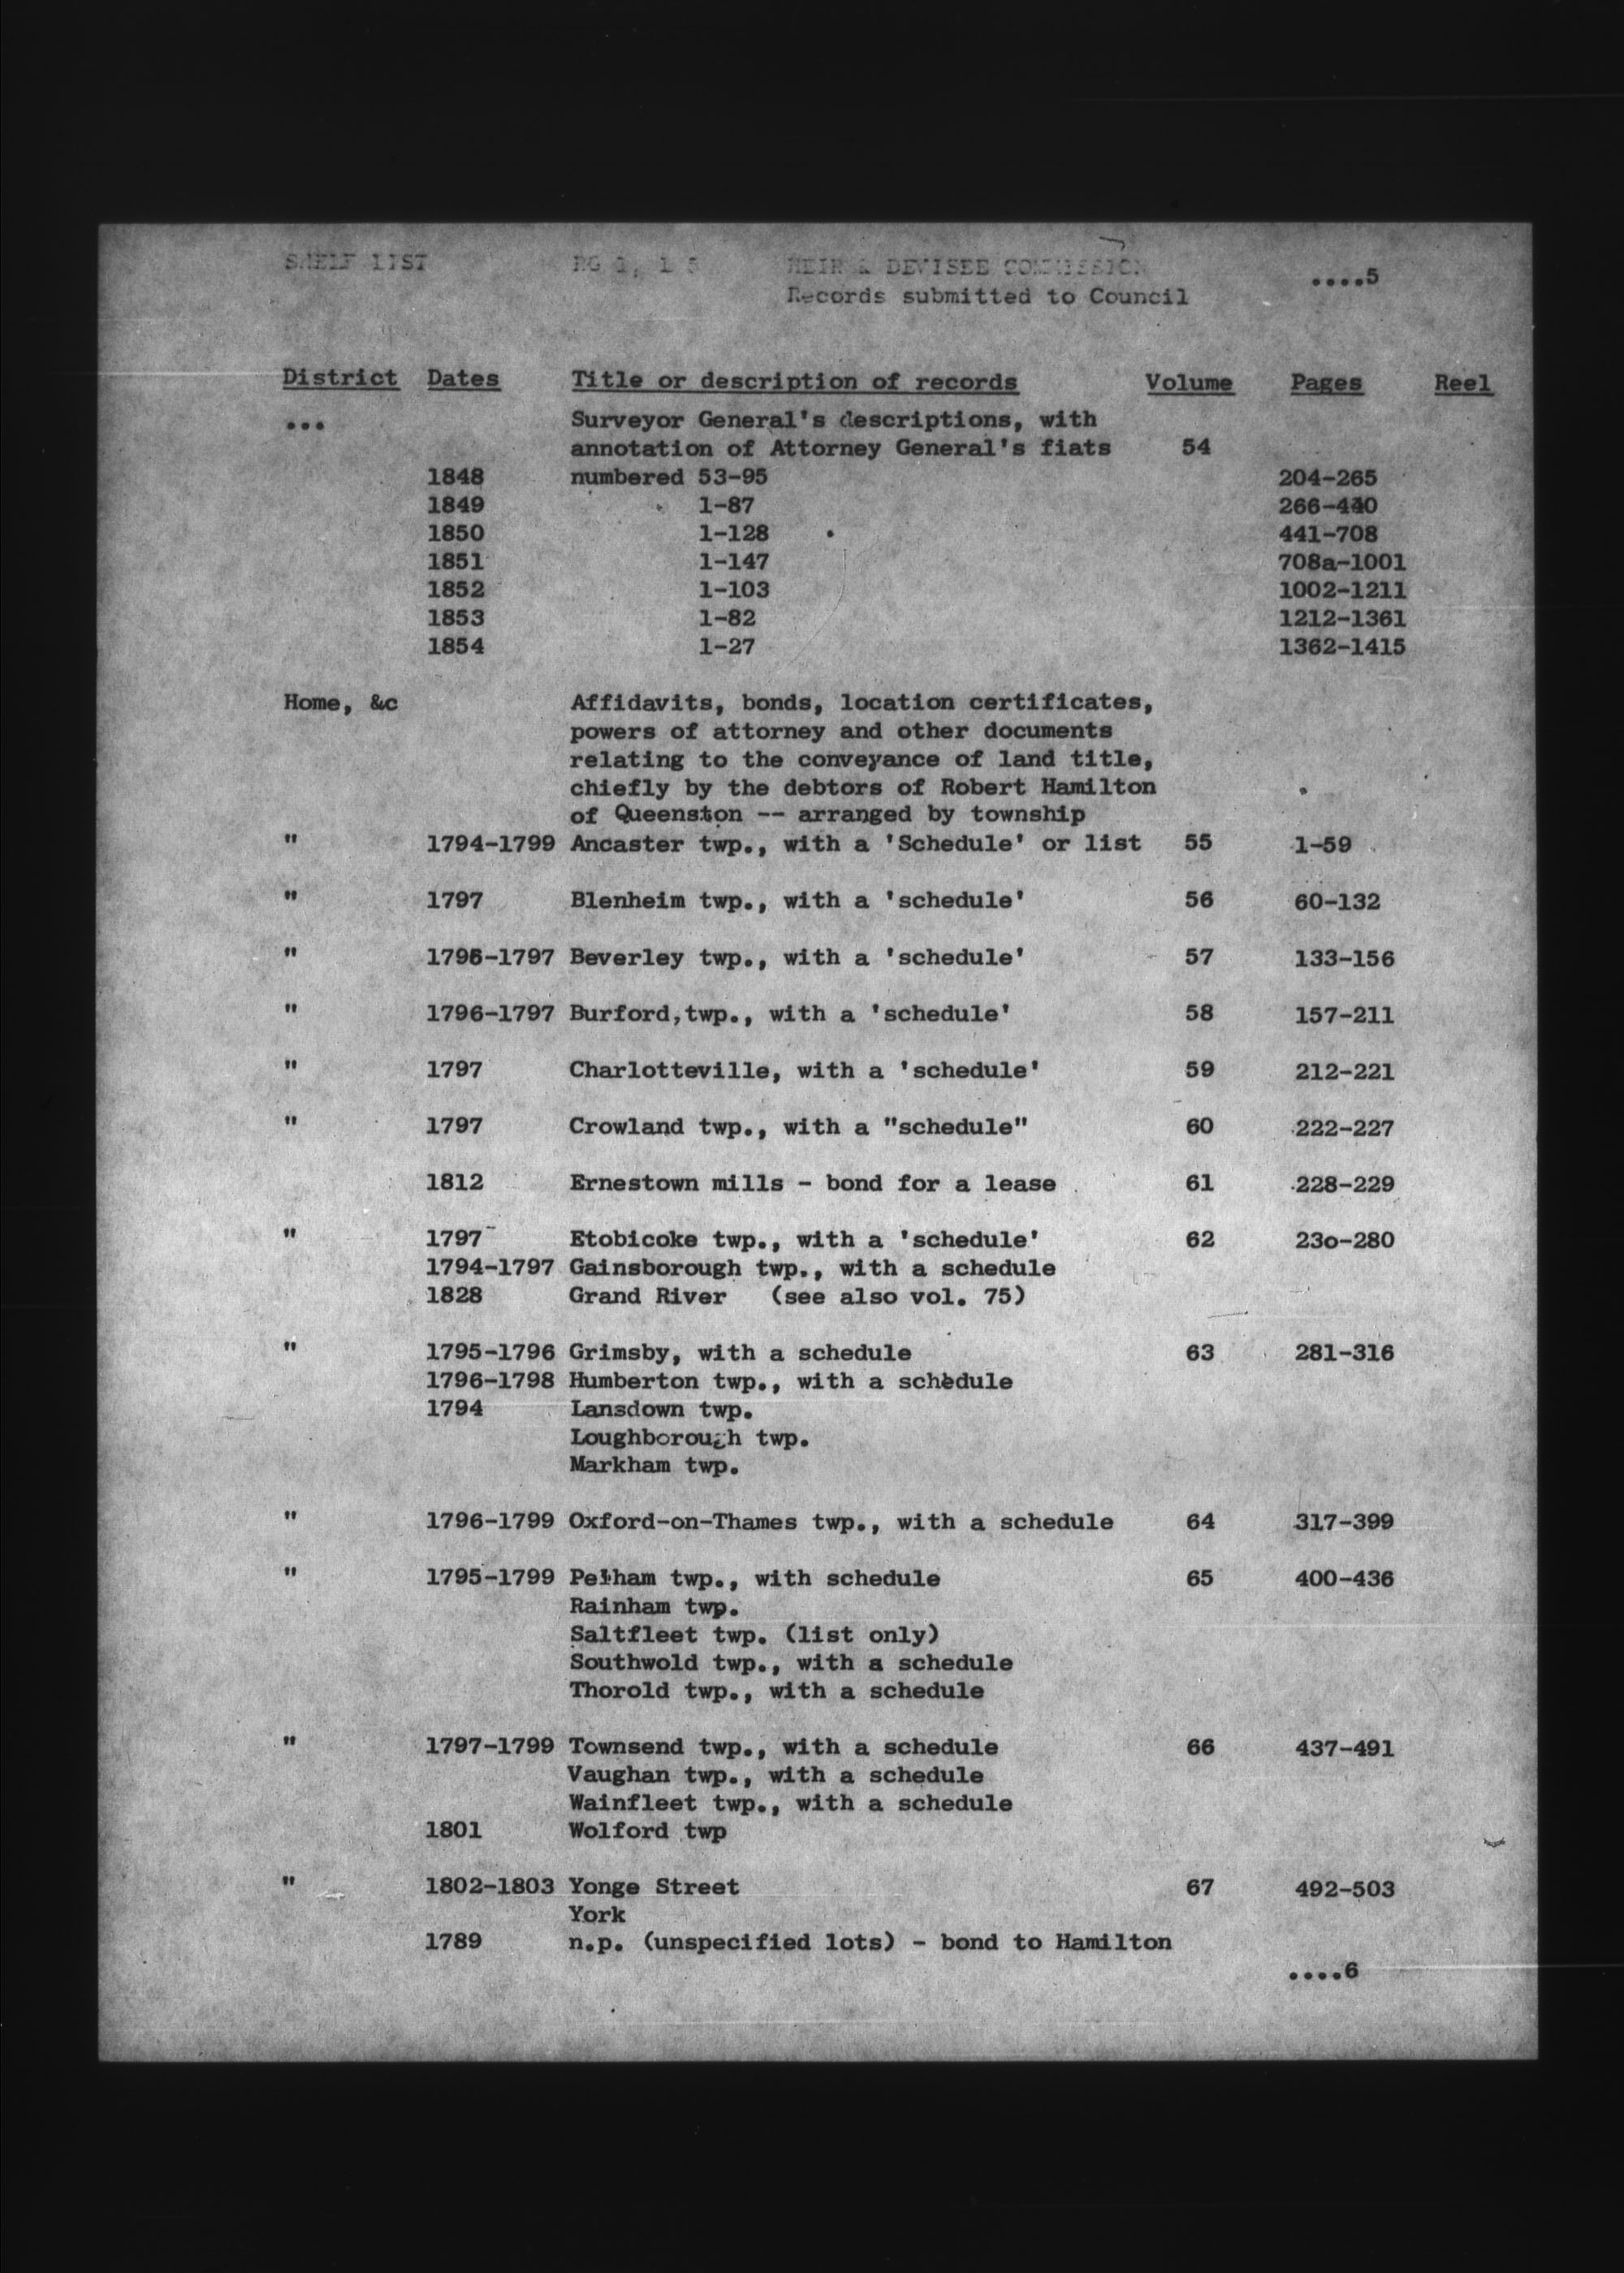 SHELF LIST RG 1, L 5 HEIR & DEVISEE COMMISSION ....5
Records submitted to Council
District Dates Title or description of records Volume Pages Reel
... Surveyor General's descriptions, with
annotation of Attorney General's fiats 54
1848 numbered 53-95 204-265
1849 1-87 266-440
1850 1-128 441-708
1851 1-147 708a-1001
1852 1-103 1002-1211
1853 1-82 1212-1361
1854 1-27 1362-1415
Home, &c Affidavits, bonds, location certificates,
powers of attorney and other documents
relating to the conveyance of land title,
chiefly by the debtors of Robert Hamilton
of Queenston -- arranged by township
" 1794-1799 Ancaster twp., with a 'Schedule' or list 55 1-59
" 1797 Blenheim twp., with a 'schedule' 56 60-132
" 1796-1797 Beverley twp., with a 'schedule' 57 133-156
" 1796-1797 Burford,twp., with a 'schedule' 58 157-211
" 1797 Charlotteville, with a 'schedule' 59 212-221
" 1797 Crowland twp., with a "schedule" 60 222-227
1812 Ernestown mills - bond for a lease 61 228-229
" 1797 Etobicoke twp., with a 'schedule' 62 23o-280
1794-1797 Gainsborough twp., with a schedule
1828 Grand River (see also vol. 75)
" 1795-1796 Grimsby, with a schedule 63 281-316
1796-1798 Humberton twp., with a schedule
1794 Lansdown twp.
Loughborough twp.
Markham twp.
" 1796-1799 Oxford-on-Thames twp., with a schedule 64 317-399
" 1795-1799 Pelham twp., with schedule 65 400-436
Rainham twp.
Saltfleet twp. (list only)
Southwold twp., with a schedule
Thorold twp., with a schedule
" 1797-1799 Townsend twp., with a schedule 66 437-491
Vaughan twp., with a schedule
Wainfleet twp., with a schedule
1801 Wolford twp
" 1802-1803 Yonge Street 67 492-503
York
1789 n.p. (unspecified lots) - bond to Hamilton
....6